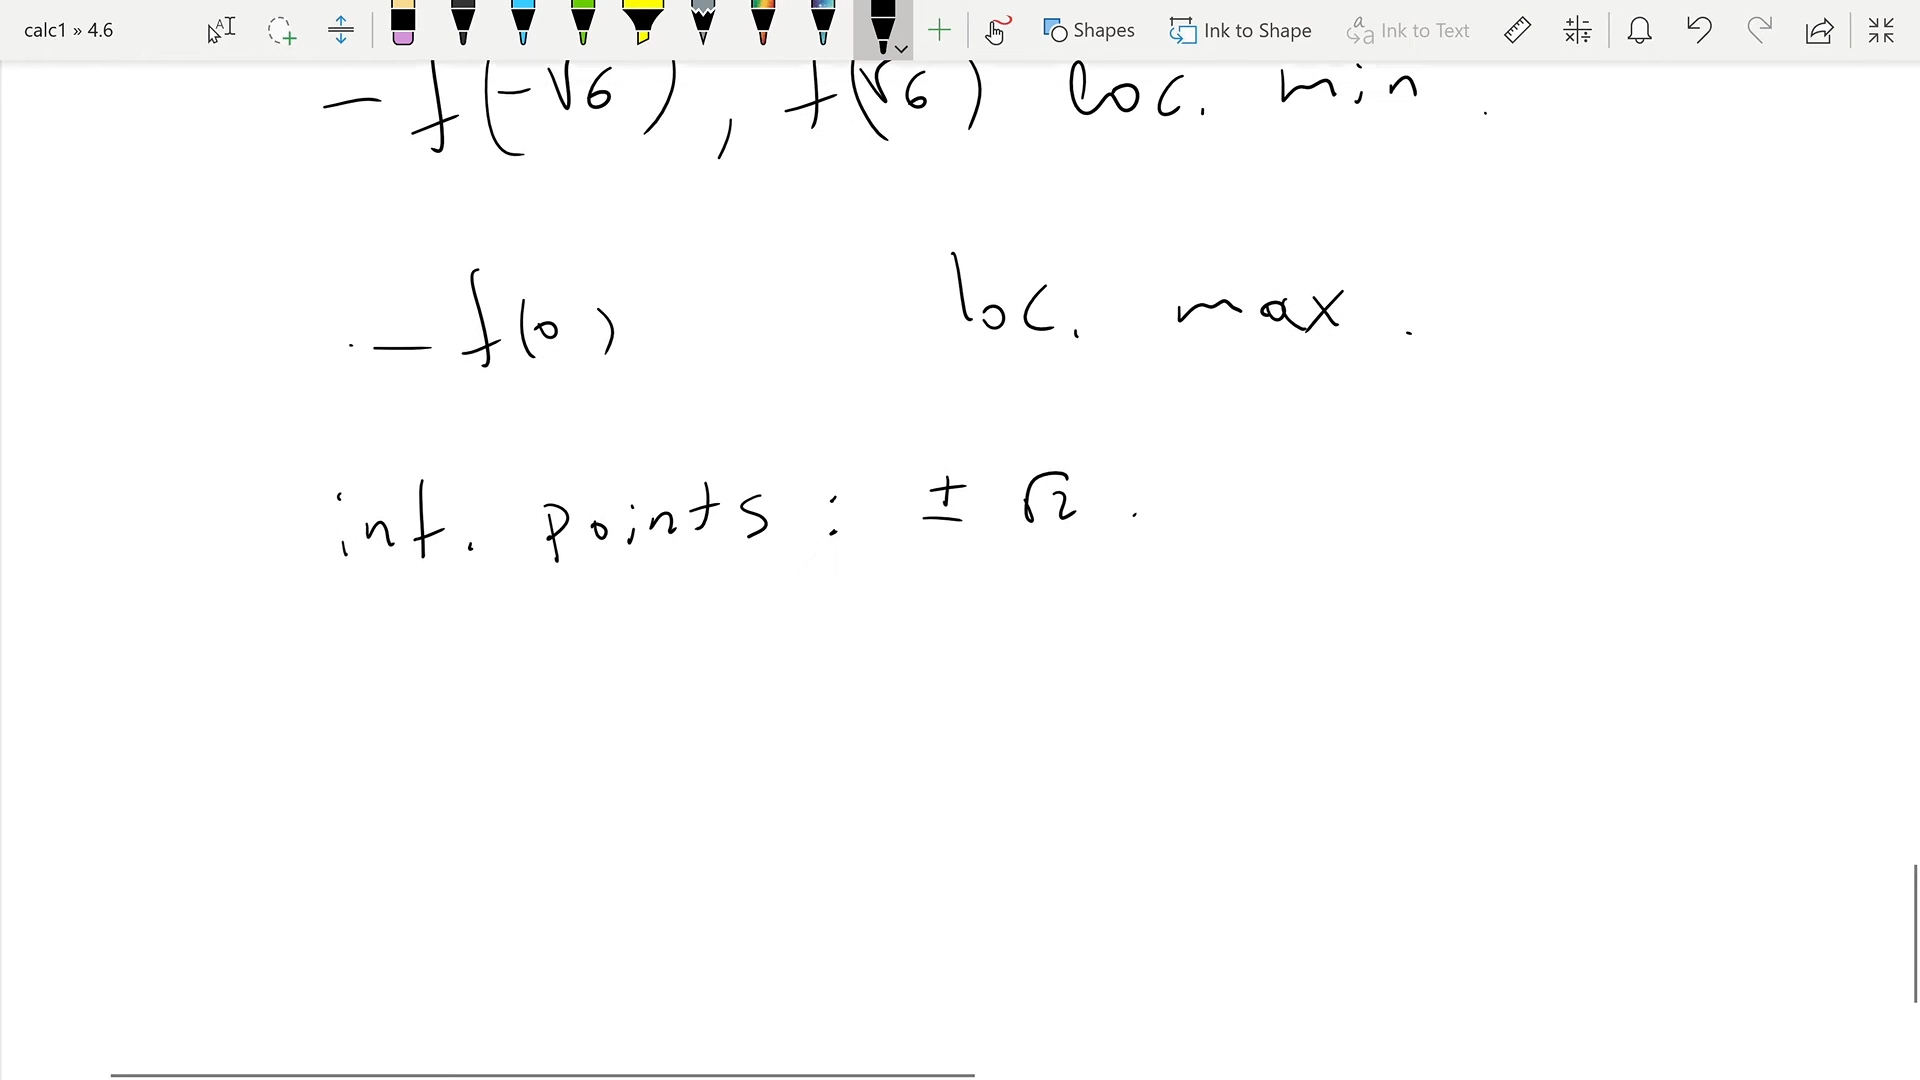 calc1 » 4.6 Shapes Ink to Shape Ink to Text
— f(-√6), f(√6) loc. min.
— f(0) loc. max.
inf. points : ± √2.